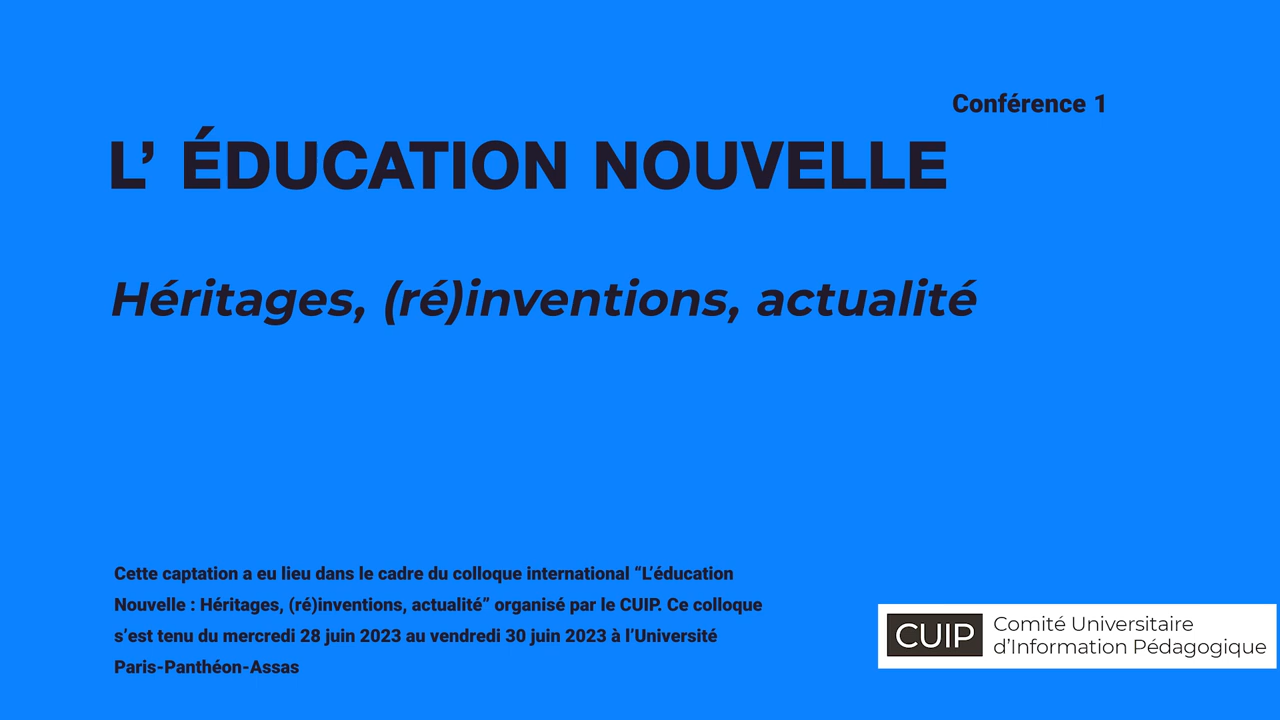 Conférence 1
L’ ÉDUCATION NOUVELLE
Héritages, (ré)inventions, actualité
Cette captation a eu lieu dans le cadre du colloque international “L’éducation
Nouvelle : Héritages, (ré)inventions, actualité” organisé par le CUIP. Ce colloque
s’est tenu du mercredi 28 juin 2023 au vendredi 30 juin 2023 à l’Université
Paris-Panthéon-Assas
CUIP
Comité Universitaire
d’Information Pédagogique